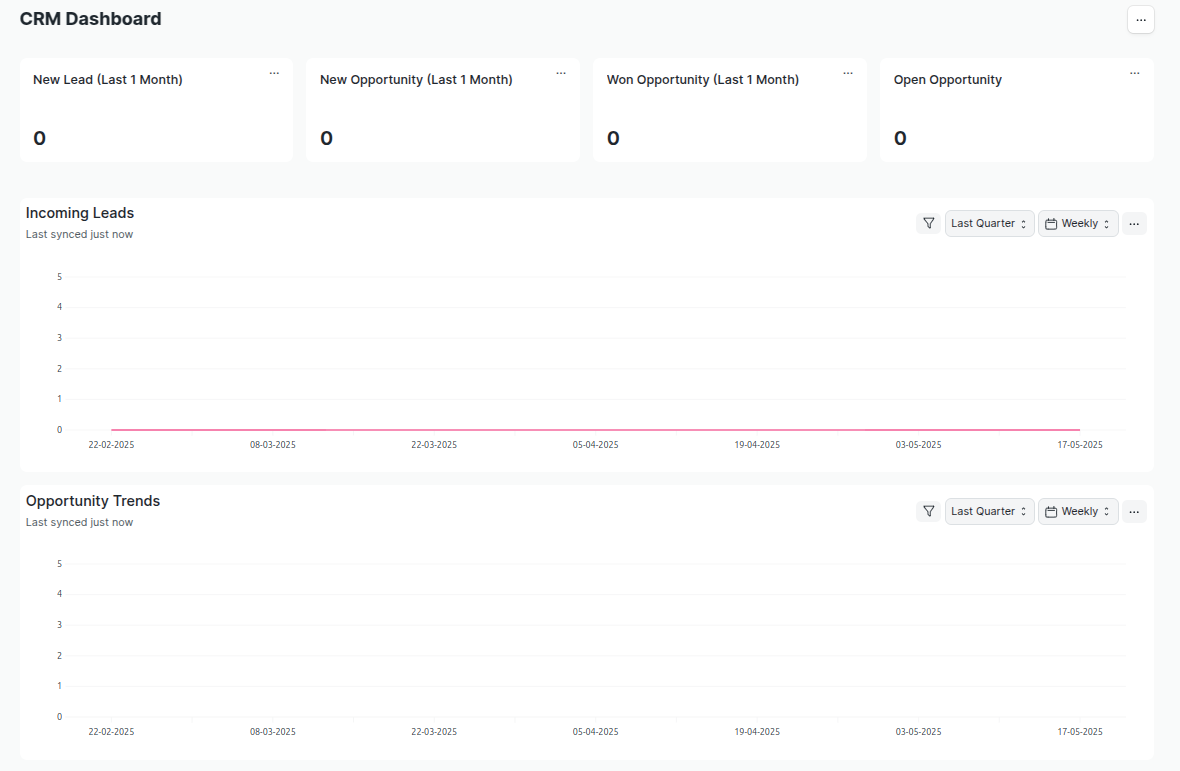 CRM Dashboard
...
New Lead (Last 1 Month)
...
New Opportunity (Last 1 Month)
...
Won Opportunity (Last 1 Month)
...
Open Opportunity
...
0
0
0
0
Incoming Leads
Last synced just now
Last Quarter
Weekly
...
5
4
3
2
1
0
22-02-2025
08-03-2025
22-03-2025
05-04-2025
19-04-2025
03-05-2025
17-05-2025
Opportunity Trends
Last synced just now
Last Quarter
Weekly
...
5
4
3
2
1
0
22-02-2025
08-03-2025
22-03-2025
05-04-2025
19-04-2025
03-05-2025
17-05-2025